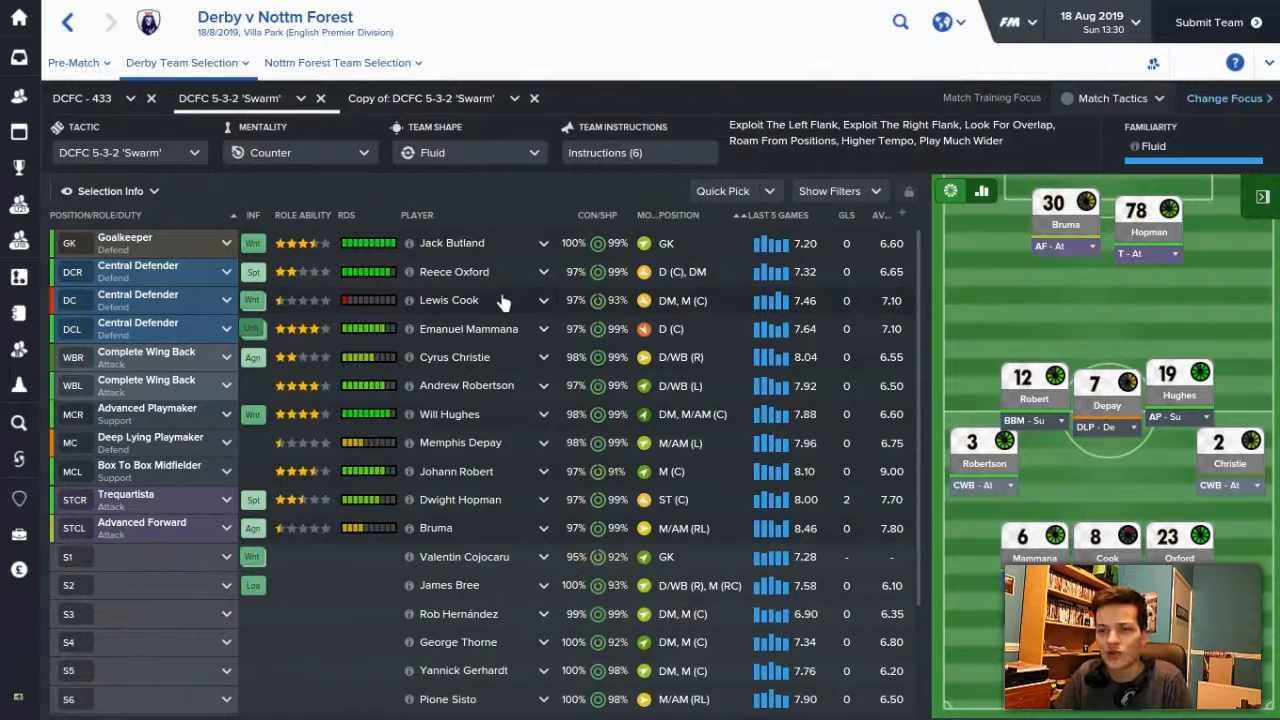 Derby v Nottm Forest
18/8/2019, Villa Park (English Premier Division)
FM
18 Aug 2019
Sun 13:30
Submit Team
Pre-Match
Derby Team Selection
Nottm Forest Team Selection
DCFC - 433
DCFC 5-3-2 'Swarm'
Copy of: DCFC 5-3-2 'Swarm'
Match Training Focus
Match Tactics
Change Focus
TACTIC
MENTALITY
TEAM SHAPE
TEAM INSTRUCTIONS
Exploit The Left Flank, Exploit The Right Flank, Look For Overlap,
Roam From Positions, Higher Tempo, Play Much Wider
FAMILIARITY
DCFC 5-3-2 'Swarm'
Counter
Fluid
Instructions (6)
Fluid
Selection Info
Quick Pick
Show Filters
POSITION/ROLE/DUTY INF ROLE ABILITY RDS PLAYER CON/SHP MO... POSITION LAST 5 GAMES GLS AV...
GK Goalkeeper Defend Wnt Jack Butland 100% 99% GK 7.20 0 6.60
DCR Central Defender Defend Spt Reece Oxford 97% 99% D (C), DM 7.32 0 6.65
DC Central Defender Defend Wnt Lewis Cook 97% 93% DM, M (C) 7.46 0 7.10
DCL Central Defender Defend Unh Emanuel Mammana 97% 99% D (C) 7.64 0 7.10
WBR Complete Wing Back Attack Agn Cyrus Christie 98% 99% D/WB (R) 8.04 0 6.55
WBL Complete Wing Back Attack Andrew Robertson 97% 99% D/WB (L) 7.92 0 6.50
MCR Advanced Playmaker Support Wnt Will Hughes 98% 99% DM, M/AM (C) 7.88 0 6.60
MC Deep Lying Playmaker Defend Memphis Depay 98% 99% M/AM (L) 7.96 0 6.75
MCL Box To Box Midfielder Support Johann Robert 97% 91% M (C) 8.10 0 9.00
STCR Trequartista Attack Spt Dwight Hopman 97% 99% ST (C) 8.00 2 7.70
STCL Advanced Forward Attack Agn Bruma 97% 99% M/AM (RL) 8.46 0 7.80
S1 Wnt Valentin Cojocaru 95% 92% GK 7.28 - -
S2 Loa James Bree 100% 93% D/WB (R), M (RC) 7.58 0 6.10
S3 Rob Hernández 99% 99% DM, M (C) 6.90 0 6.35
S4 George Thorne 100% 92% DM, M (C) 7.34 0 6.80
S5 Yannick Gerhardt 100% 98% DM, M (C) 7.76 0 6.20
S6 Pione Sisto 100% 98% M/AM (RL) 7.90 0 6.50
30 78
Bruma Hopman
AF - At T - At
12 7 19
Robert Depay Hughes
BBM - Su DLP - De AP - Su
3 2
Robertson Christie
CWB - At CWB - At
6 8 23
Mammana Cook Oxford